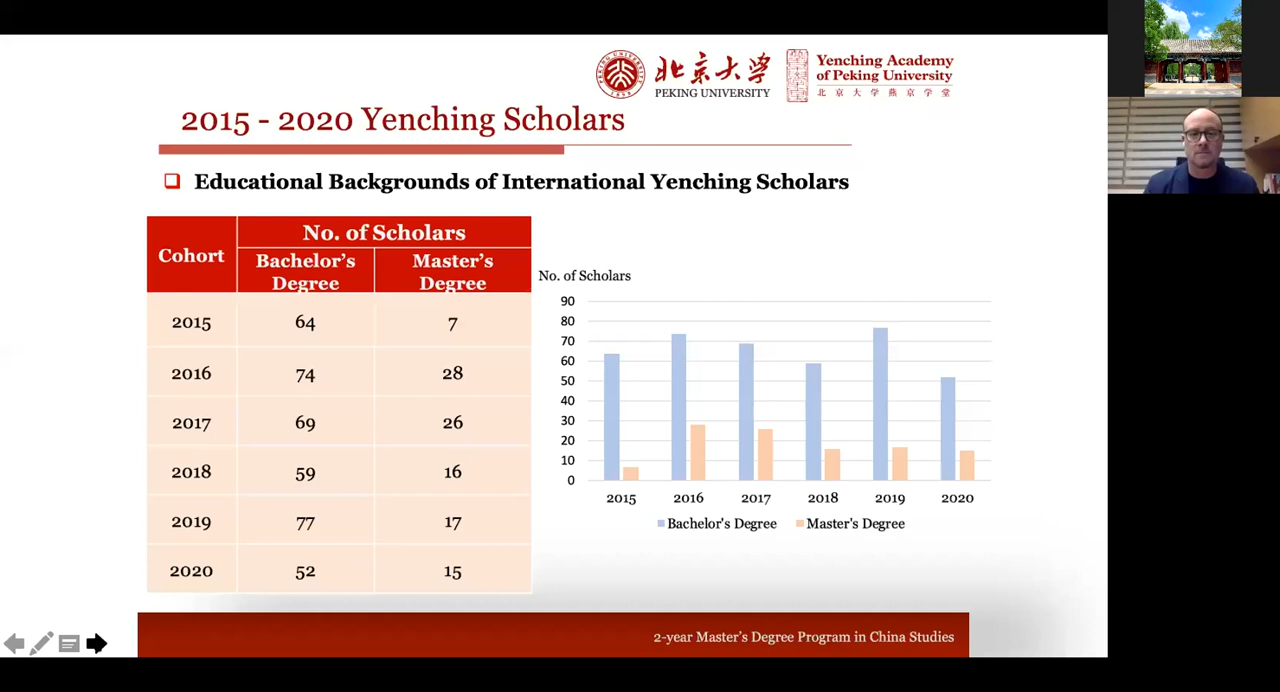 北京大学
PEKING UNIVERSITY
Yenching Academy
of Peking University
北京大学燕京学堂
2015 - 2020 Yenching Scholars
Educational Backgrounds of International Yenching Scholars
Cohort
No. of Scholars
Bachelor's Degree
Master's Degree
2015 64 7
2016 74 28
2017 69 26
2018 59 16
2019 77 17
2020 52 15
No. of Scholars
90
80
70
60
50
40
30
20
10
0
2015 2016 2017 2018 2019 2020
Bachelor's Degree Master's Degree
2-year Master's Degree Program in China Studies